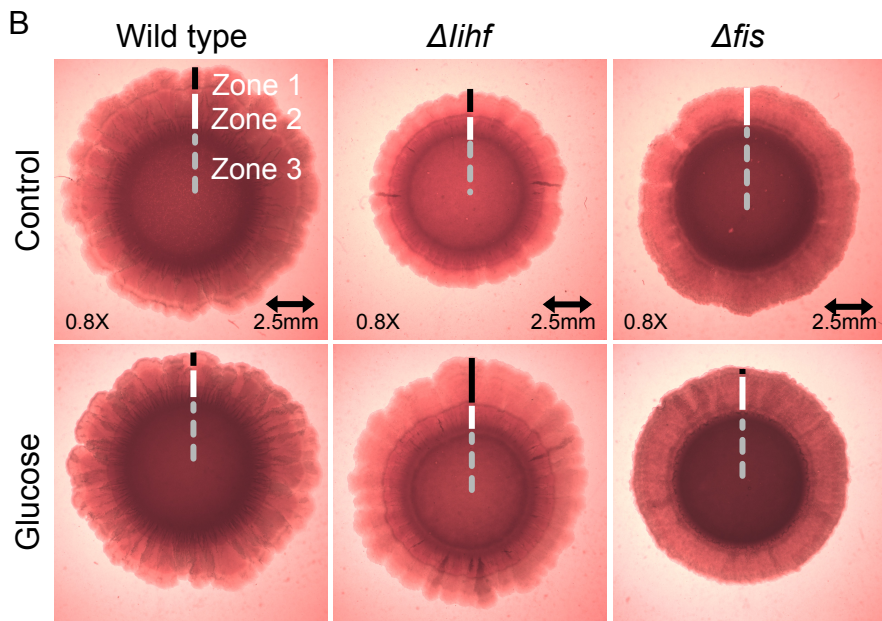 B
Wild type
ΔIihf
Δfis
Control
Zone 1
Zone 2
Zone 3
0.8X
2.5mm
0.8X
2.5mm
0.8X
2.5mm
Glucose